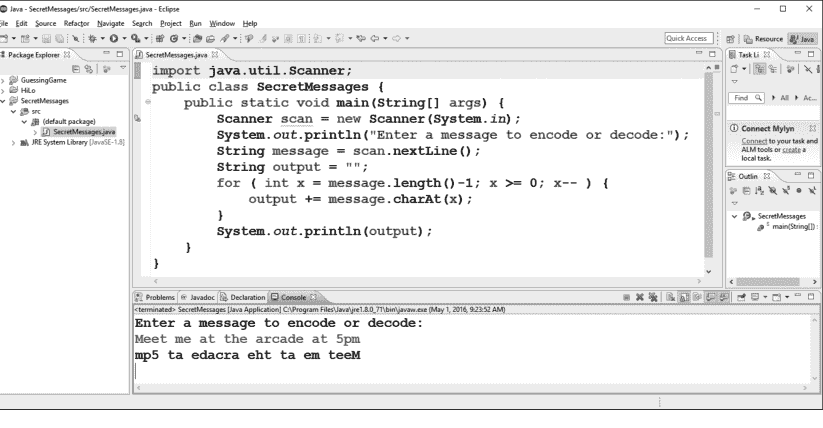 Java - SecretMessages/src/SecretMessages.java - Eclipse
File Edit Source Refactor Navigate Search Project Run Window Help
Quick Access
Resource
Java
Package Explorer
GuessingGame
HiLo
SecretMessages
src
(default package)
SecretMessages.java
JRE System Library [JavaSE-1.8]
SecretMessages.java
import java.util.Scanner;
public class SecretMessages {
public static void main(String[] args) {
Scanner scan = new Scanner(System.in);
System.out.println("Enter a message to encode or decode:");
String message = scan.nextLine();
String output = "";
for ( int x = message.length()-1; x >= 0; x-- ) {
output += message.charAt(x);
}
System.out.println(output);
}
}
Task Li
Find
All
Ac...
Connect Mylyn
Connect to your task and
ALM tools or create a
local task.
Outlin
SecretMessages
main(String[]) :
Problems @ Javadoc Declaration Console
<terminated> SecretMessages [Java Application] C:\Program Files\Java\jre1.8.0_71\bin\javaw.exe (May 1, 2016, 9:23:52 AM)
Enter a message to encode or decode:
Meet me at the arcade at 5pm
mp5 ta edacra eht ta em teeM